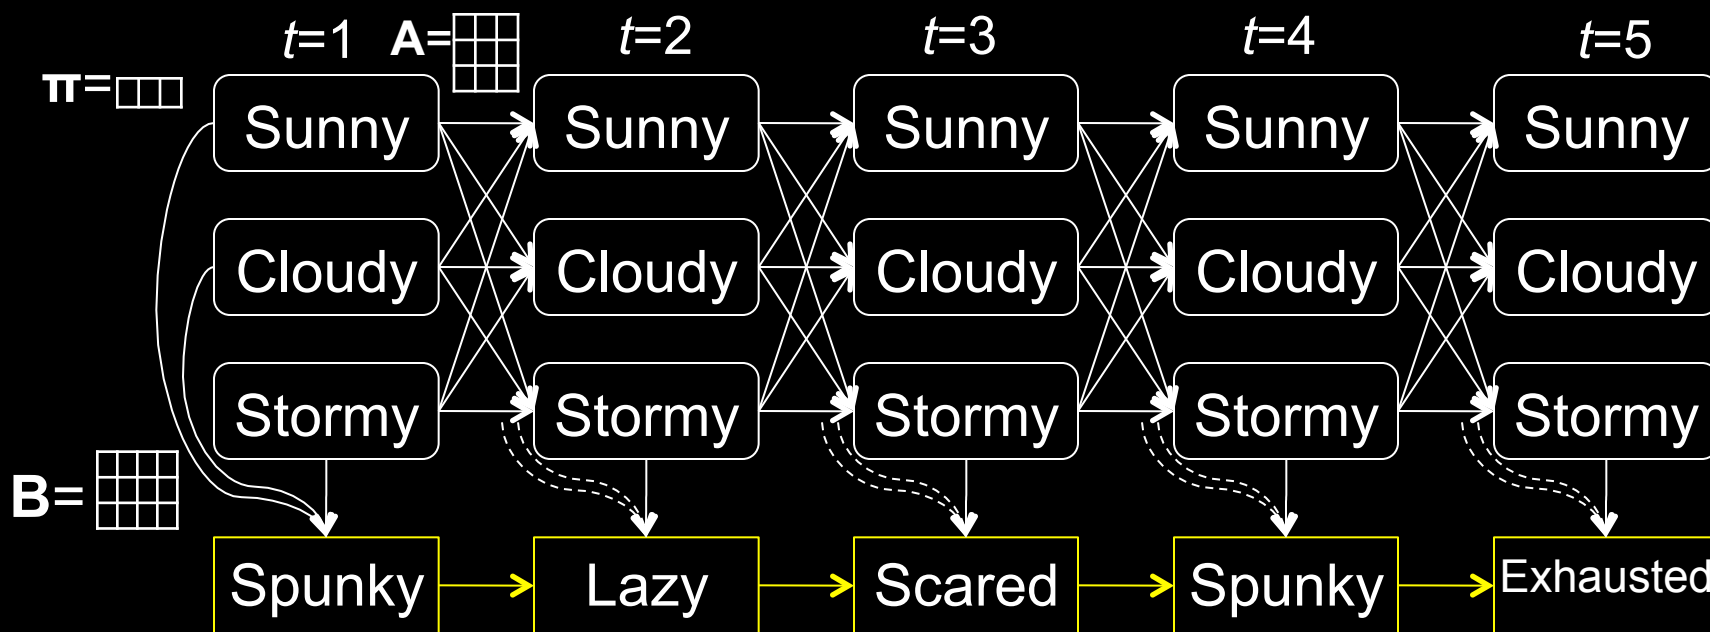 t=1 A= t=2 t=3 t=4 t=5
π=
Sunny Sunny Sunny Sunny Sunny
Cloudy Cloudy Cloudy Cloudy Cloudy
Stormy Stormy Stormy Stormy Stormy
B=
Spunky Lazy Scared Spunky Exhausted